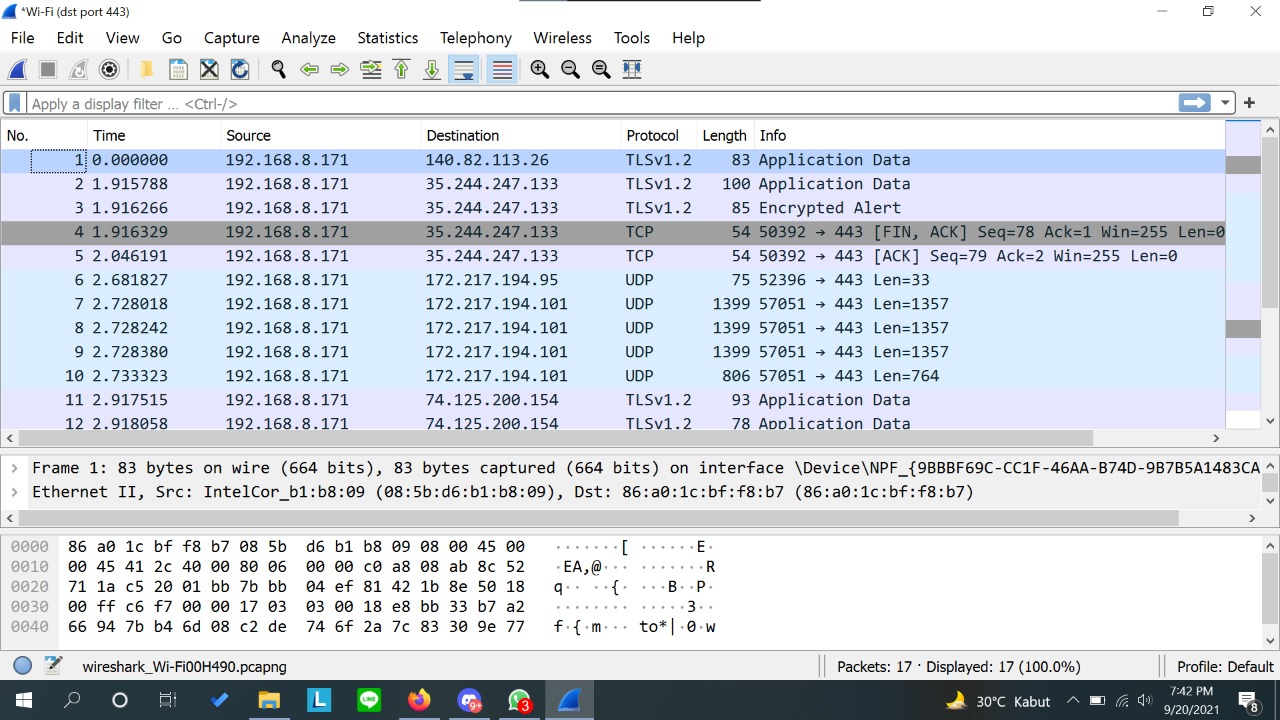 *Wi-Fi (dst port 443)
File Edit View Go Capture Analyze Statistics Telephony Wireless Tools Help
Apply a display filter ... <Ctrl-/>
No. Time Source Destination Protocol Length Info
1 0.000000 192.168.8.171 140.82.113.26 TLSv1.2 83 Application Data
2 1.915788 192.168.8.171 35.244.247.133 TLSv1.2 100 Application Data
3 1.916266 192.168.8.171 35.244.247.133 TLSv1.2 85 Encrypted Alert
4 1.916329 192.168.8.171 35.244.247.133 TCP 54 50392 → 443 [FIN, ACK] Seq=78 Ack=1 Win=255 Len=0
5 2.046191 192.168.8.171 35.244.247.133 TCP 54 50392 → 443 [ACK] Seq=79 Ack=2 Win=255 Len=0
6 2.681827 192.168.8.171 172.217.194.95 UDP 75 52396 → 443 Len=33
7 2.728018 192.168.8.171 172.217.194.101 UDP 1399 57051 → 443 Len=1357
8 2.728242 192.168.8.171 172.217.194.101 UDP 1399 57051 → 443 Len=1357
9 2.728380 192.168.8.171 172.217.194.101 UDP 1399 57051 → 443 Len=1357
10 2.733323 192.168.8.171 172.217.194.101 UDP 806 57051 → 443 Len=764
11 2.917515 192.168.8.171 74.125.200.154 TLSv1.2 93 Application Data
12 2.918058 192.168.8.171 74.125.200.154 TLSv1.2 78 Application Data
Frame 1: 83 bytes on wire (664 bits), 83 bytes captured (664 bits) on interface \Device\NPF_{9BBBF69C-CC1F-46AA-B74D-9B7B5A1483CA
Ethernet II, Src: IntelCor_b1:b8:09 (08:5b:d6:b1:b8:09), Dst: 86:a0:1c:bf:f8:b7 (86:a0:1c:bf:f8:b7)
0000 86 a0 1c bf f8 b7 08 5b d6 b1 b8 09 08 00 45 00 ·······[ ······E·
0010 00 45 41 2c 40 00 80 06 00 00 c0 a8 08 ab 8c 52 ·EA,@··· ·······R
0020 71 1a c5 20 01 bb 7b bb 04 ef 81 42 1b 8e 50 18 q·· ··{· ···B··P·
0030 00 ff c6 f7 00 00 17 03 03 00 18 e8 bb 33 b7 a2 ········ ·····3··
0040 66 94 7b b4 6d 08 c2 de 74 6f 2a 7c 83 30 9e 77 f·{·m··· to*|·0·w
wireshark_Wi-Fi00H490.pcapng Packets: 17 · Displayed: 17 (100.0%) Profile: Default
L LINE 9+ 3 30°C Kabut 7:42 PM
9/20/2021 8